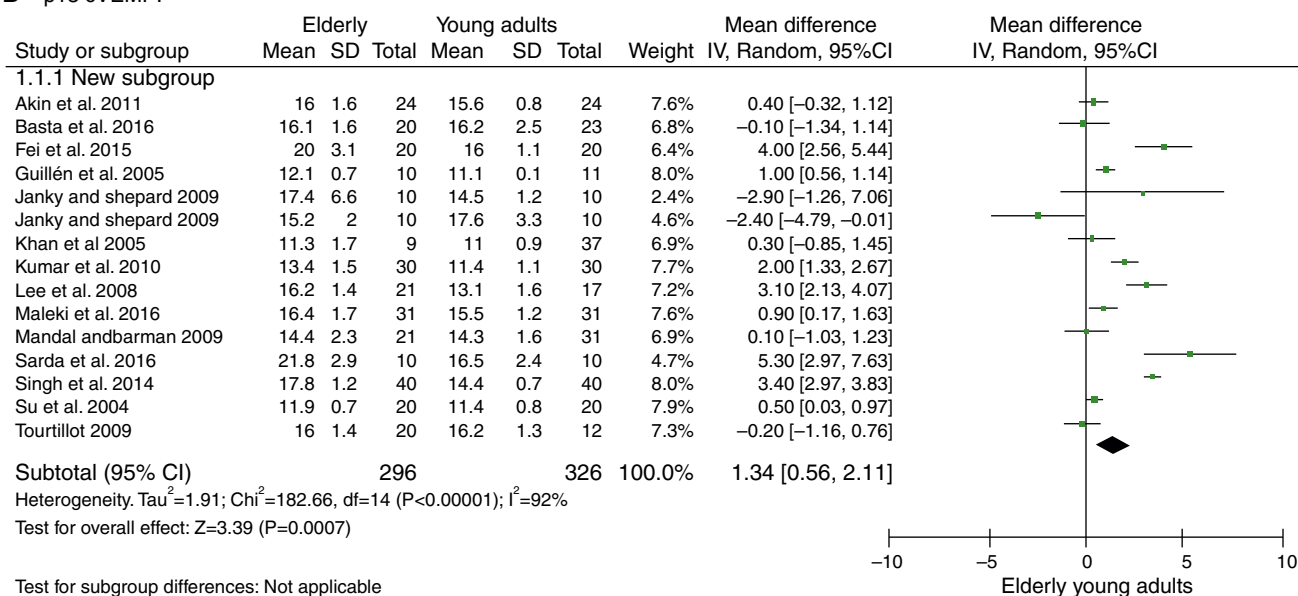 Elderly Young adults Mean difference Mean difference
Study or subgroup Mean SD Total Mean SD Total Weight IV, Random, 95%CI IV, Random, 95%CI
1.1.1 New subgroup
Akin et al. 2011 16 1.6 24 15.6 0.8 24 7.6% 0.40 [–0.32, 1.12]
Basta et al. 2016 16.1 1.6 20 16.2 2.5 23 6.8% –0.10 [–1.34, 1.14]
Fei et al. 2015 20 3.1 20 16 1.1 20 6.4% 4.00 [2.56, 5.44]
Guillén et al. 2005 12.1 0.7 10 11.1 0.1 11 8.0% 1.00 [0.56, 1.14]
Janky and shepard 2009 17.4 6.6 10 14.5 1.2 10 2.4% –2.90 [–1.26, 7.06]
Janky and shepard 2009 15.2 2 10 17.6 3.3 10 4.6% –2.40 [–4.79, –0.01]
Khan et al 2005 11.3 1.7 9 11 0.9 37 6.9% 0.30 [–0.85, 1.45]
Kumar et al. 2010 13.4 1.5 30 11.4 1.1 30 7.7% 2.00 [1.33, 2.67]
Lee et al. 2008 16.2 1.4 21 13.1 1.6 17 7.2% 3.10 [2.13, 4.07]
Maleki et al. 2016 16.4 1.7 31 15.5 1.2 31 7.6% 0.90 [0.17, 1.63]
Mandal andbarman 2009 14.4 2.3 21 14.3 1.6 31 6.9% 0.10 [–1.03, 1.23]
Sarda et al. 2016 21.8 2.9 10 16.5 2.4 10 4.7% 5.30 [2.97, 7.63]
Singh et al. 2014 17.8 1.2 40 14.4 0.7 40 8.0% 3.40 [2.97, 3.83]
Su et al. 2004 11.9 0.7 20 11.4 0.8 20 7.9% 0.50 [0.03, 0.97]
Tourtillot 2009 16 1.4 20 16.2 1.3 12 7.3% –0.20 [–1.16, 0.76]
Subtotal (95% CI) 296 326 100.0% 1.34 [0.56, 2.11]
Heterogeneity. Tau²=1.91; Chi²=182.66, df=14 (P<0.00001); I²=92%
Test for overall effect: Z=3.39 (P=0.0007)
–10 –5 0 5 10
Test for subgroup differences: Not applicable Elderly young adults